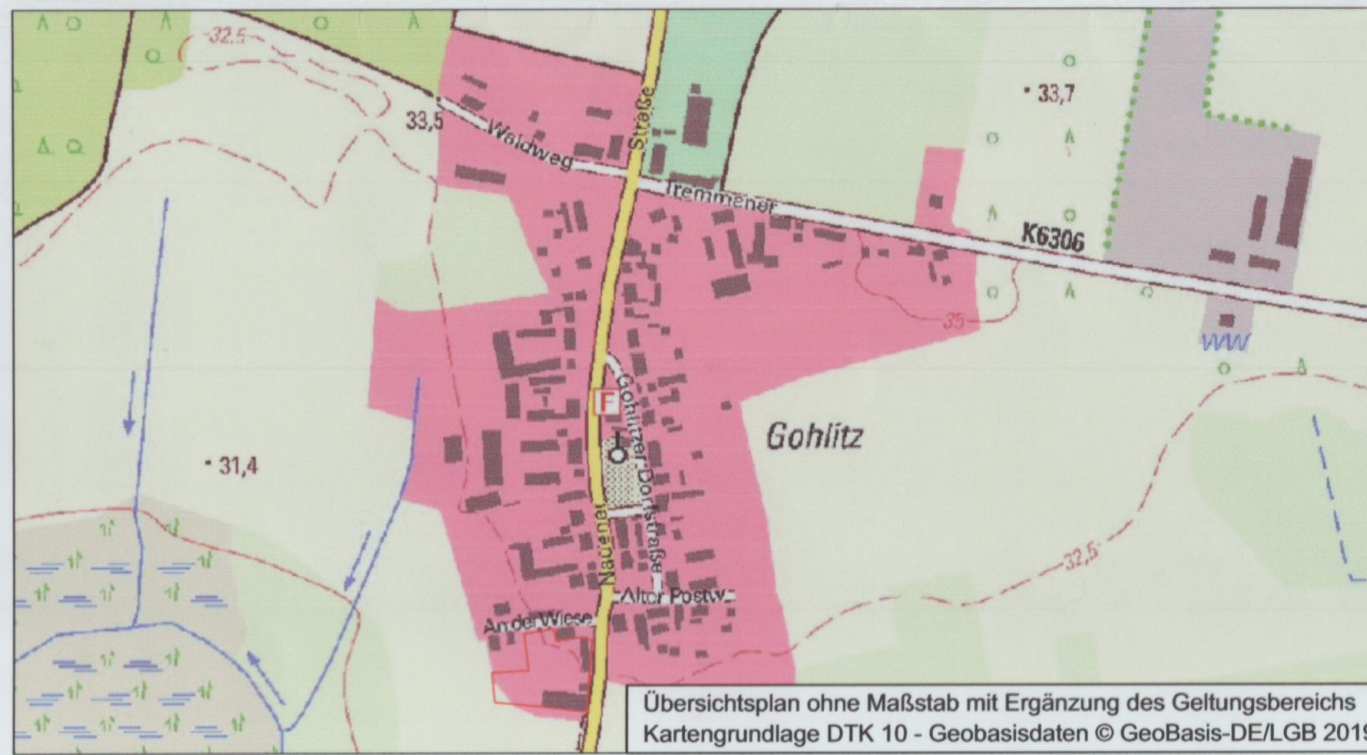 32,5
33,5
Waldweg
Straße
Tremmener
33,7
K6306
35
WW
Gohlitz
F
Gohlitzer Dorfstraße
31,4
Nauener
32,5
Alter Postw.
An der Wiese
Übersichtsplan ohne Maßstab mit Ergänzung des Geltungsbereichs
Kartengrundlage DTK 10 - Geobasisdaten © GeoBasis-DE/LGB 2019